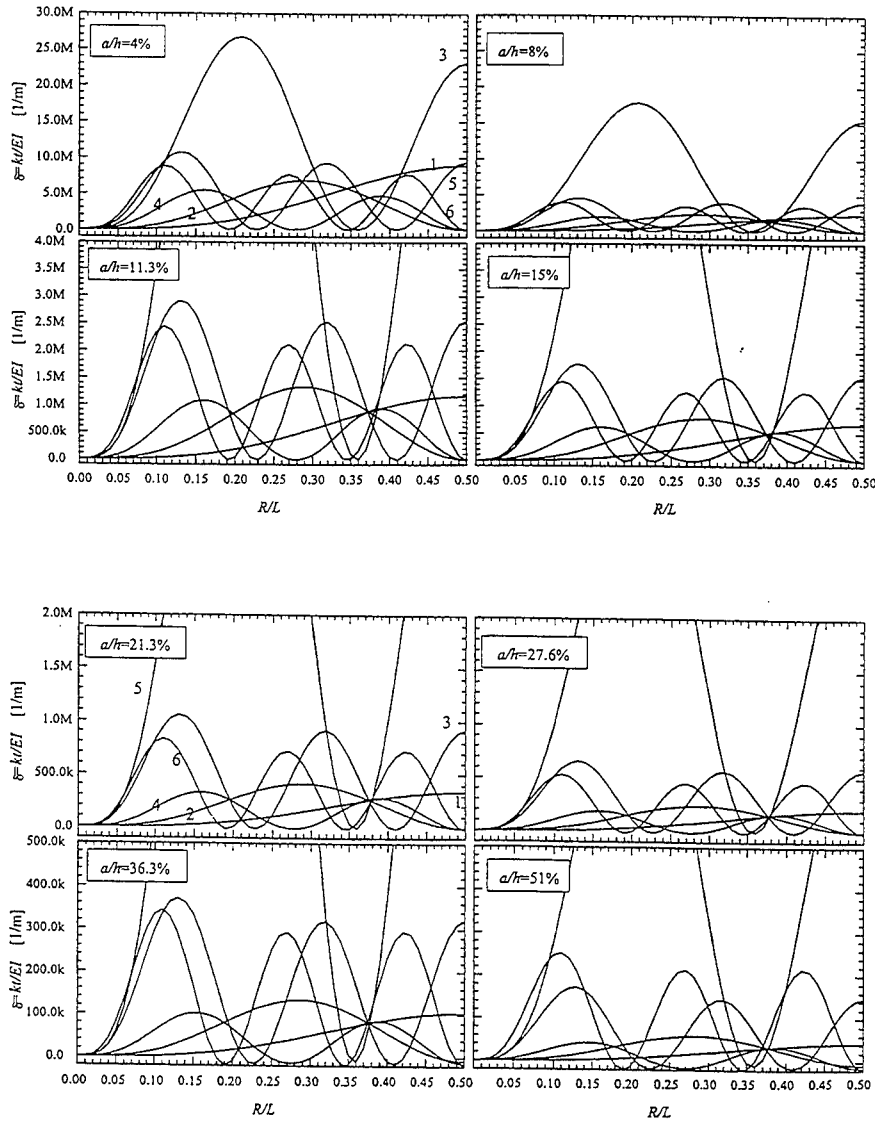 30.0M
25.0M
20.0M
15.0M
10.0M
5.0M
0.0
δ=kt/EI [1/m]
a/h=4%
3
1
5
4
2
6
a/h=8%
4.0M
3.5M
3.0M
2.5M
2.0M
1.5M
1.0M
500.0k
0.0
δ=kt/EI [1/m]
a/h=11.3%
a/h=15%
0.00 0.05 0.10 0.15 0.20 0.25 0.30 0.35 0.40 0.45 0.50
0.05 0.10 0.15 0.20 0.25 0.30 0.35 0.40 0.45 0.50
R/L
R/L
2.0M
1.5M
1.0M
500.0k
0.0
δ=kt/EI [1/m]
a/h=21.3%
5
3
6
4
2
1
a/h=27.6%
500.0k
400.0k
300.0k
200.0k
100.0k
0.0
δ=kt/EI [1/m]
a/h=36.3%
a/h=51%
0.00 0.05 0.10 0.15 0.20 0.25 0.30 0.35 0.40 0.45 0.50
0.05 0.10 0.15 0.20 0.25 0.30 0.35 0.40 0.45 0.50
R/L
R/L